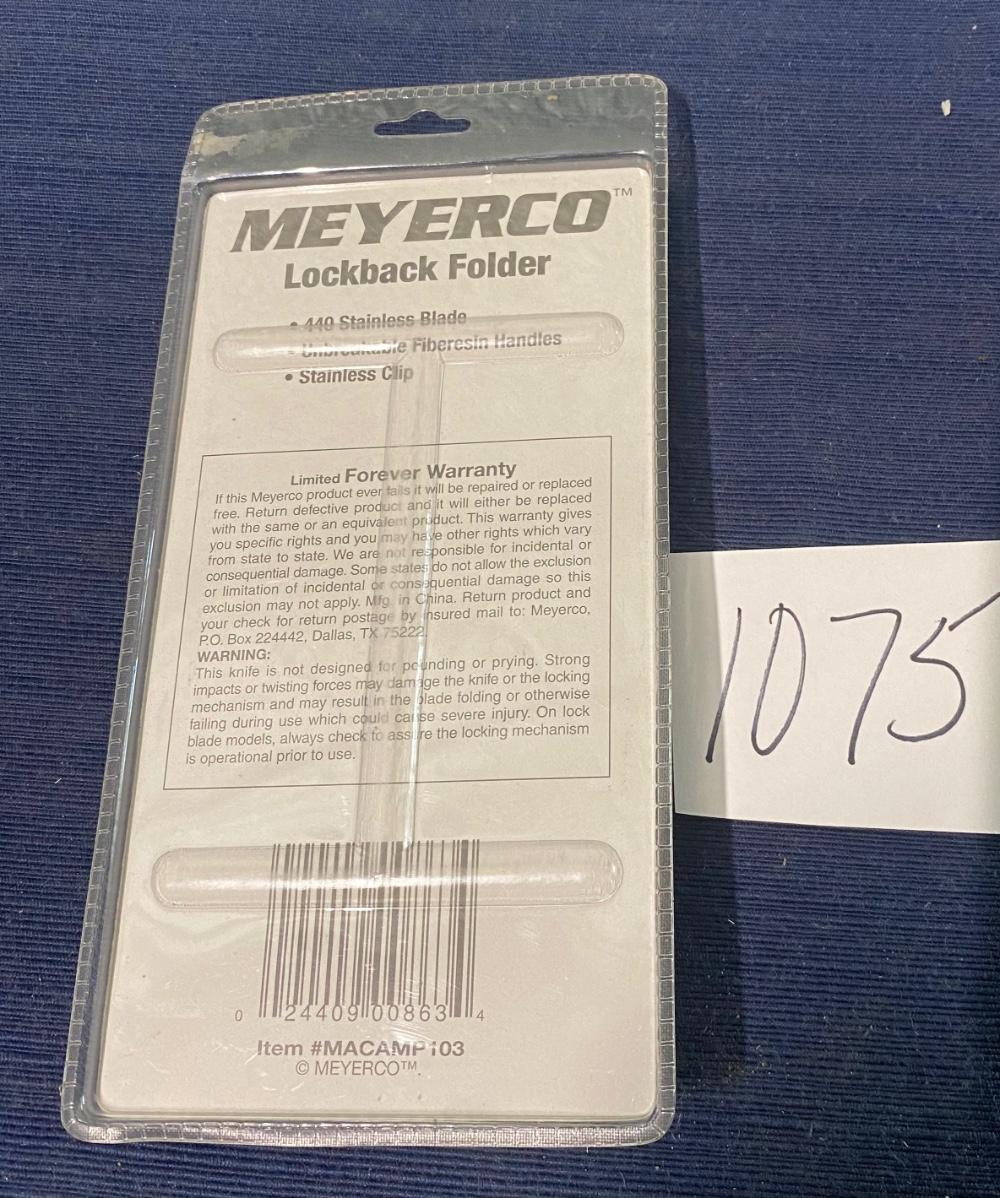 MEYERCO™
Lockback Folder
• 440 Stainless Blade
• Unbreakable Fiberesin Handles
• Stainless Clip
Limited Forever Warranty
If this Meyerco product ever fails it will be repaired or replaced
free. Return defective product and it will either be replaced
with the same or an equivalent product. This warranty gives
you specific rights and you may have other rights which vary
from state to state. We are not responsible for incidental or
consequential damage. Some states do not allow the exclusion
or limitation of incidental or consequential damage so this
exclusion may not apply. Mfg. in China. Return product and
your check for return postage by insured mail to: Meyerco,
P.O. Box 224442, Dallas, TX 75222.
WARNING:
This knife is not designed for pounding or prying. Strong
impacts or twisting forces may damage the knife or the locking
mechanism and may result in the blade folding or otherwise
failing during use which could cause severe injury. On lock
blade models, always check to assure the locking mechanism
is operational prior to use.
0 24409 00863 4
Item #MACAMP103
© MEYERCO™.
1075